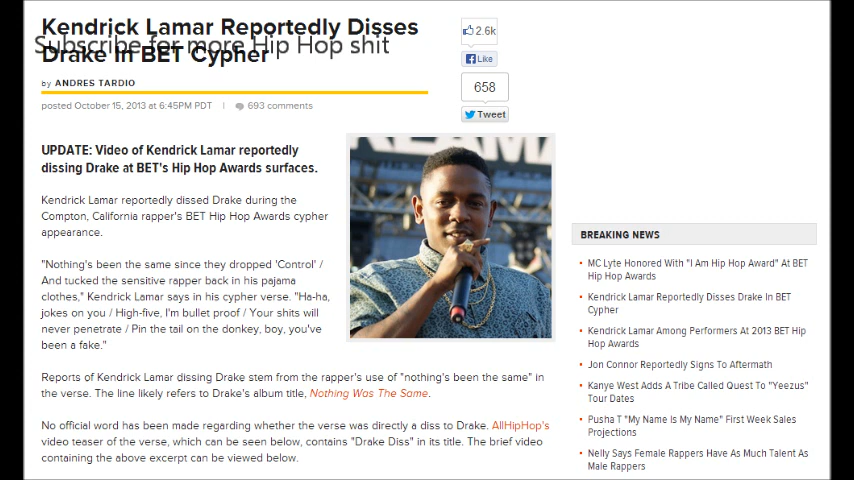 Kendrick Lamar Reportedly Disses
Subscribe for more Hip Hop shit
Drake In BET Cypher
by ANDRES TARDIO
posted October 15, 2013 at 6:45PM PDT | 693 comments
2.6k
Like
658
Tweet
UPDATE: Video of Kendrick Lamar reportedly
dissing Drake at BET's Hip Hop Awards surfaces.
Kendrick Lamar reportedly dissed Drake during the
Compton, California rapper's BET Hip Hop Awards cypher
appearance.
"Nothing's been the same since they dropped 'Control' /
And tucked the sensitive rapper back in his pajama
clothes," Kendrick Lamar says in his cypher verse. "Ha-ha,
jokes on you / High-five, I'm bullet proof / Your shits will
never penetrate / Pin the tail on the donkey, boy, you've
been a fake."
Reports of Kendrick Lamar dissing Drake stem from the rapper's use of "nothing's been the same" in
the verse. The line likely refers to Drake's album title, Nothing Was The Same.
No official word has been made regarding whether the verse was directly a diss to Drake. AllHipHop's
video teaser of the verse, which can be seen below, contains "Drake Diss" in its title. The brief video
containing the above excerpt can be viewed below.
BREAKING NEWS
MC Lyte Honored With "I Am Hip Hop Award" At BET
Hip Hop Awards
Kendrick Lamar Reportedly Disses Drake In BET
Cypher
Kendrick Lamar Among Performers At 2013 BET Hip
Hop Awards
Jon Connor Reportedly Signs To Aftermath
Kanye West Adds A Tribe Called Quest To "Yeezus"
Tour Dates
Pusha T "My Name Is My Name" First Week Sales
Projections
Nelly Says Female Rappers Have As Much Talent As
Male Rappers